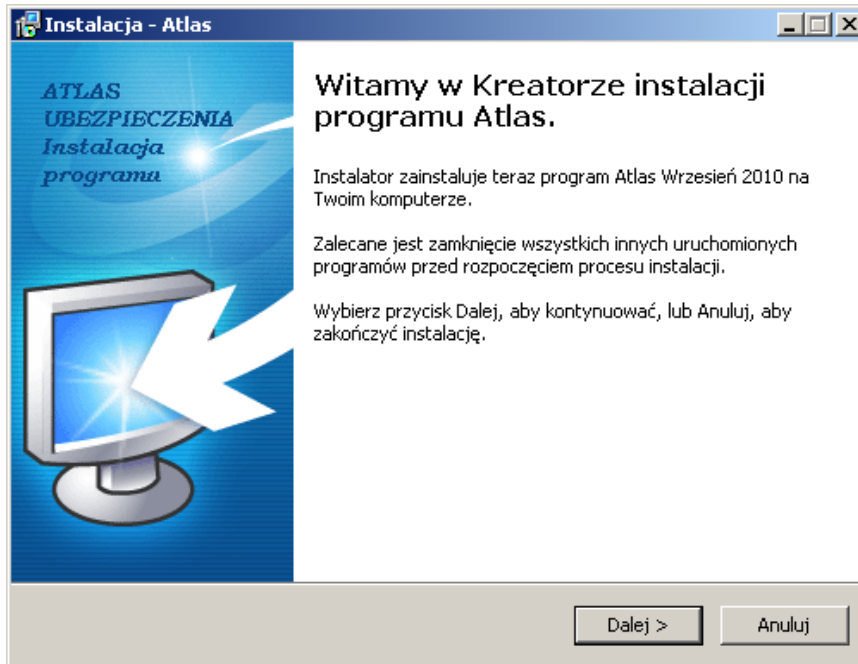 Instalacja - Atlas
ATLAS
UBEZPIECZENIA
Instalacja
programu
Witamy w Kreatorze instalacji
programu Atlas.
Instalator zainstaluje teraz program Atlas Wrzesień 2010 na
Twoim komputerze.
Zalecane jest zamknięcie wszystkich innych uruchomionych
programów przed rozpoczęciem procesu instalacji.
Wybierz przycisk Dalej, aby kontynuować, lub Anuluj, aby
zakończyć instalację.
Dalej >
Anuluj